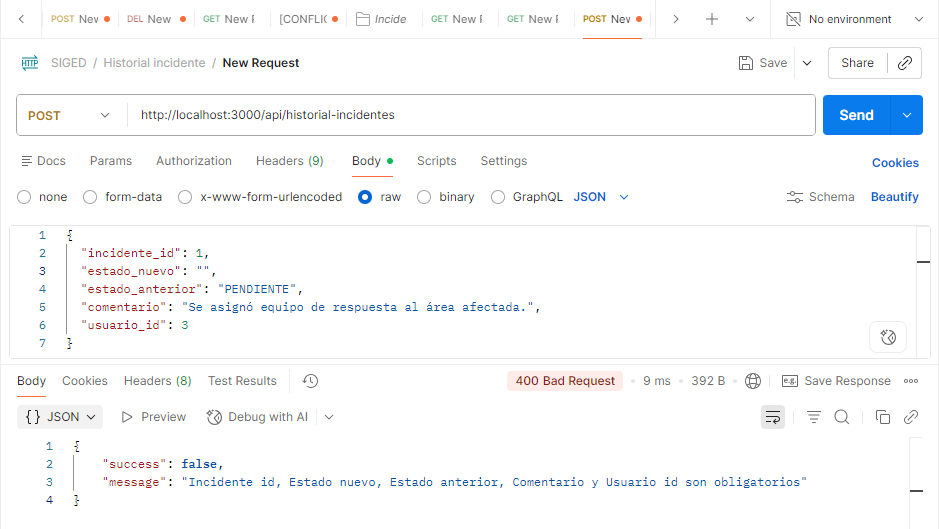 POST New DEL New GET New F [CONFLIC Incide GET New F GET New F POST New No environment
HTTP SIGED / Historial incidente / New Request Save Share
POST http://localhost:3000/api/historial-incidentes Send
Docs Params Authorization Headers (9) Body Scripts Settings Cookies
none form-data x-www-form-urlencoded raw binary GraphQL JSON Schema Beautify
1 {
2 "incidente_id": 1,
3 "estado_nuevo": "",
4 "estado_anterior": "PENDIENTE",
5 "comentario": "Se asignó equipo de respuesta al área afectada.",
6 "usuario_id": 3
7 }
Body Cookies Headers (8) Test Results 400 Bad Request 9 ms 392 B e.g. Save Response
{} JSON Preview Debug with AI
1 {
2 "success": false,
3 "message": "Incidente id, Estado nuevo, Estado anterior, Comentario y Usuario id son obligatorios"
4 }